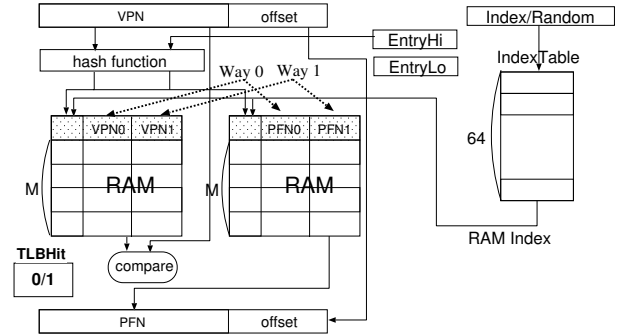 VPN offset
Index/Random
EntryHi
hash function
EntryLo
IndexTable
Way 0 Way 1
VPN0 VPN1
PFN0 PFN1
64
M RAM
M RAM
RAM Index
TLBHit
0/1
compare
PFN offset